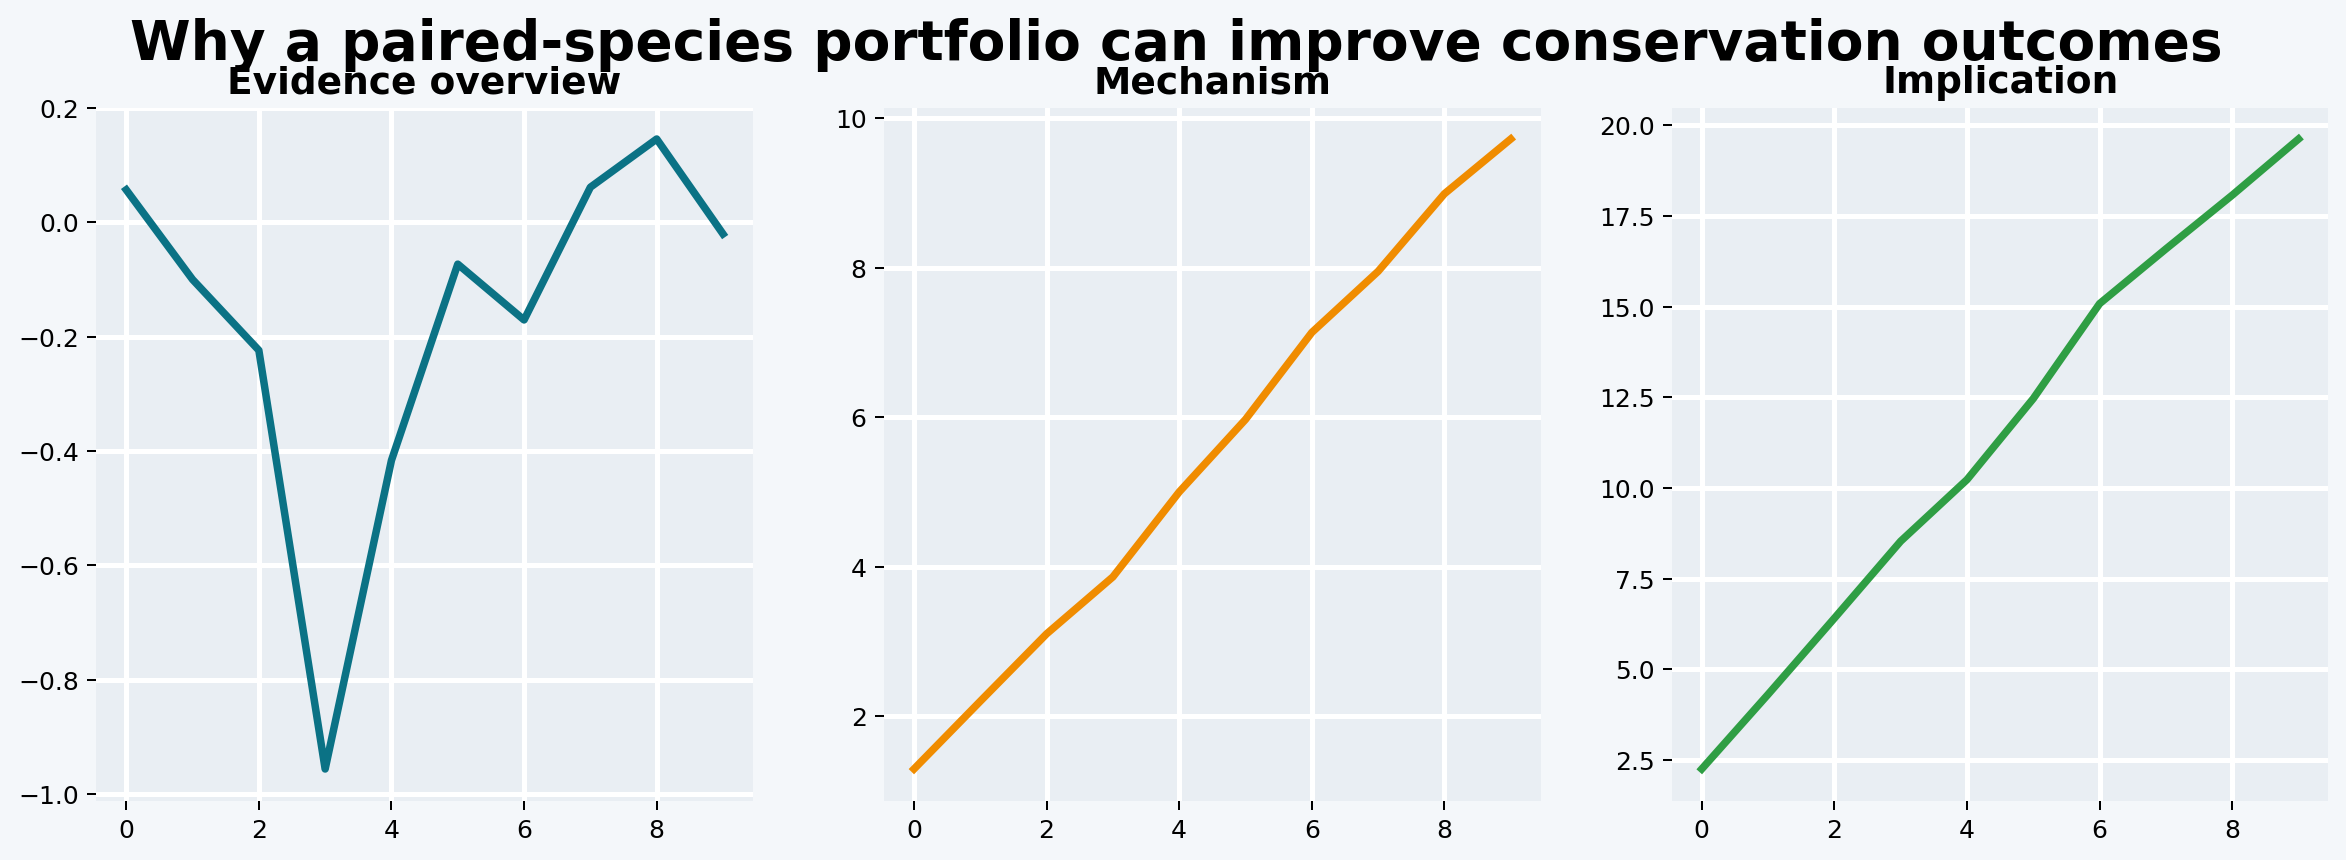 Why a paired-species portfolio can improve conservation outcomes
Evidence overview
0.2
0.0
−0.2
−0.4
−0.6
−0.8
−1.0
0 2 4 6 8
Mechanism
10
8
6
4
2
0 2 4 6 8
Implication
20.0
17.5
15.0
12.5
10.0
7.5
5.0
2.5
0 2 4 6 8